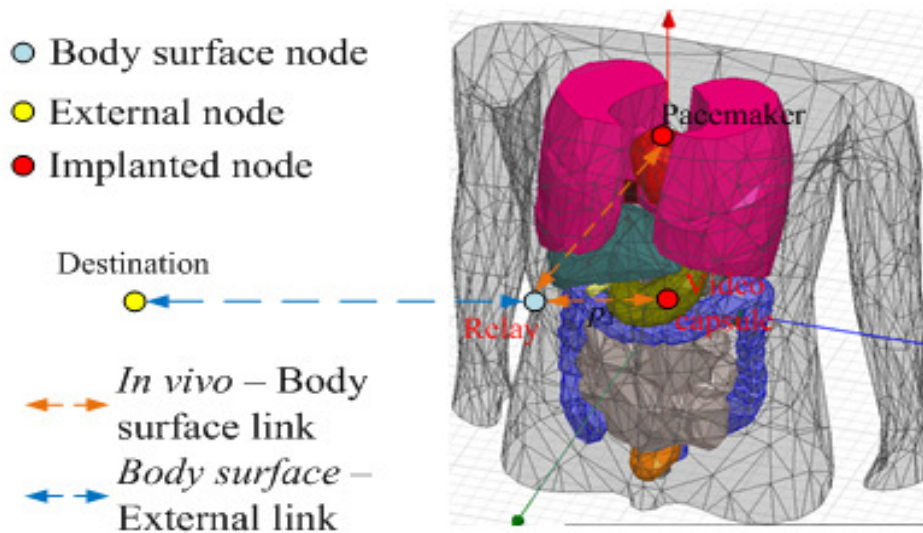 Body surface node
External node
Implanted node
Pacemaker
Destination
Relay
Video
capsule
In vivo – Body
surface link
Body surface –
External link